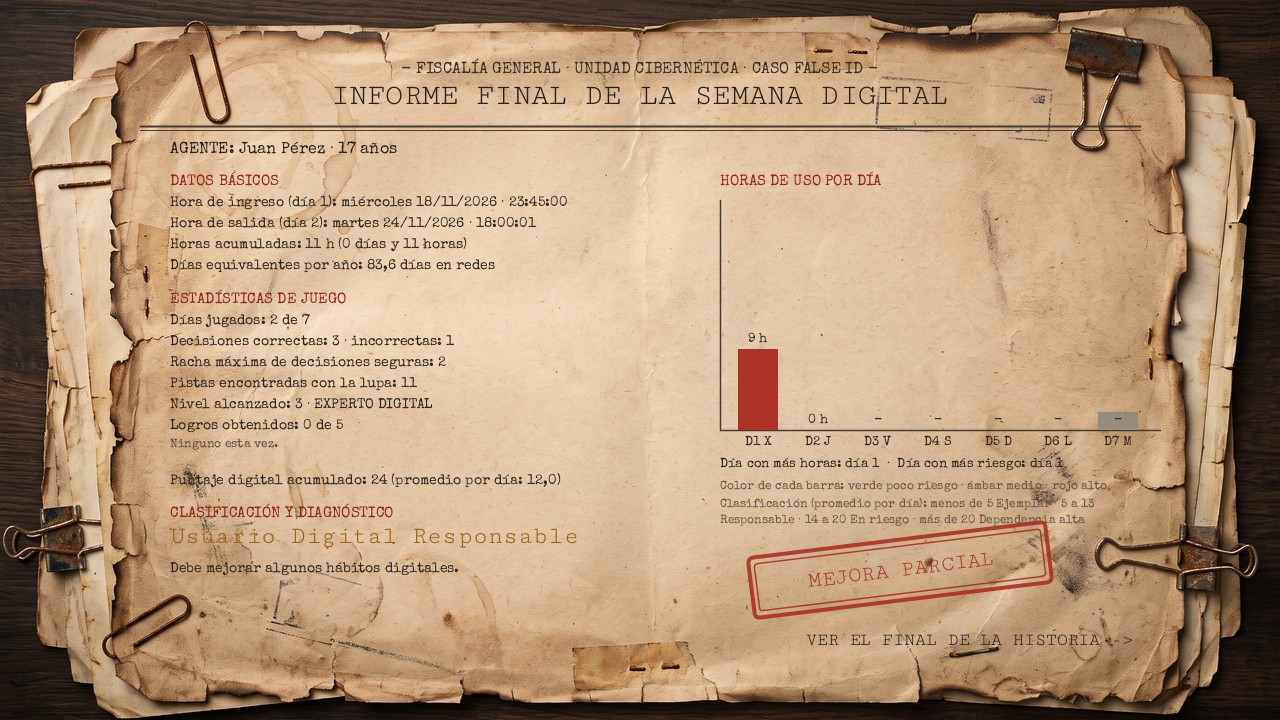 – FISCALÍA GENERAL · UNIDAD CIBERNÉTICA · CASO FALSE ID –
INFORME FINAL DE LA SEMANA DIGITAL
AGENTE: Juan Pérez · 17 años
DATOS BÁSICOS
Hora de ingreso (día 1): miércoles 18/11/2026 · 23:45:00
Hora de salida (día 2): martes 24/11/2026 · 18:00:01
Horas acumuladas: 11 h (0 días y 11 horas)
Días equivalentes por año: 83,6 días en redes
ESTADÍSTICAS DE JUEGO
Días jugados: 2 de 7
Decisiones correctas: 3 · incorrectas: 1
Racha máxima de decisiones seguras: 2
Pistas encontradas con la lupa: 11
Nivel alcanzado: 3 · EXPERTO DIGITAL
Logros obtenidos: 0 de 5
Ninguno esta vez.
Puntaje digital acumulado: 24 (promedio por día: 12,0)
CLASIFICACIÓN Y DIAGNÓSTICO
Usuario Digital Responsable
Debe mejorar algunos hábitos digitales.
HORAS DE USO POR DÍA
9 h
0 h – – – – –
D1 X D2 J D3 V D4 S D5 D D6 L D7 M
Día con más horas: día 1 · Día con más riesgo: día 1
Color de cada barra: verde poco riesgo · ámbar medio · rojo alto.
Clasificación (promedio por día): menos de 5 Ejemplar · 5 a 13
Responsable · 14 a 20 En riesgo · más de 20 Dependencia alta
MEJORA PARCIAL
VER EL FINAL DE LA HISTORIA -->